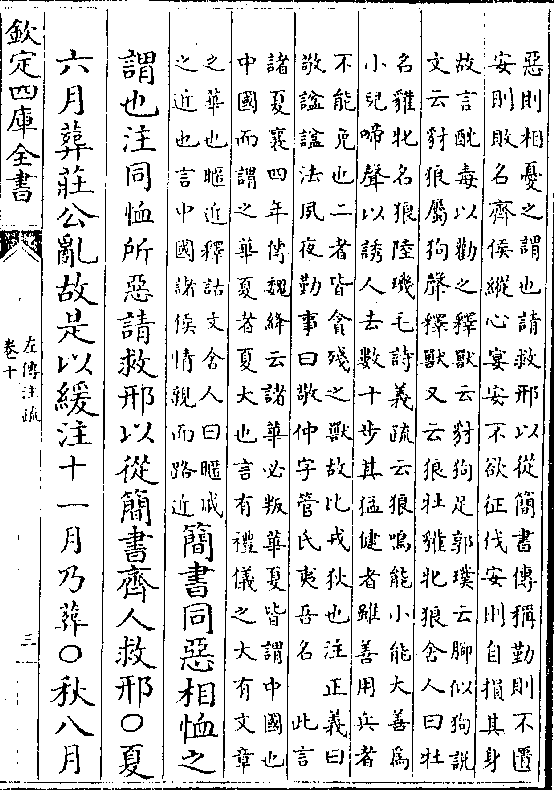 惡則相憂之謂也請救邢以從簡書傳稱勤則不匱
安則敗名齊侯縱心宴安不欲征伐安則自損其身
故言酖毒以勸之釋獸云豺狗足郭璞云脚似狗說
文云豺狼屬狗聲釋獸又云狼牡貛牝狼舍人曰牡
名貛牝名狼陸璣毛詩義疏云狼鳴能小能大善為
小兒啼聲以誘人去數十步其猛健者雖善用兵者
不能免也二者皆貪殘之獸故比戎狄也注正義曰
敬諡諡法夙夜勤事曰敬仲字管氏夷吾名 此言
諸夏襄四年傳魏絳云諸華必叛華夏皆謂中國也
中國而謂之華夏者夏大也言有禮儀之大有文章
之華也暱近釋詁文舍人曰暱戚
之近也言中國諸侯情親而路近
簡書同惡相恤之
謂也注同恤所惡請救邢以從簡書齊人救邢○夏
六月葬莊公亂故是以緩注十一月乃葬○秋八月
欽定四庫全書
左傳注疏
卷十
三